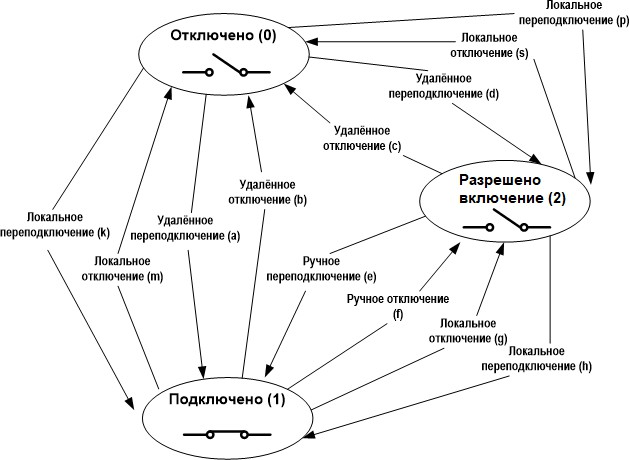 Отключено (0)
Локальное
переподключение (p)
Локальное
отключение (s)
Удалённое
переподключение (d)
Удалённое
отключение (c)
Разрешено
включение (2)
Удалённое
отключение (b)
Локальное
переподключение (k)
Удалённое
переподключение (a)
Локальное
отключение (m)
Ручное
переподключение (e)
Ручное отключение
(f)
Локальное
отключение (g)
Локальное
переподключение (h)
Подключено (1)